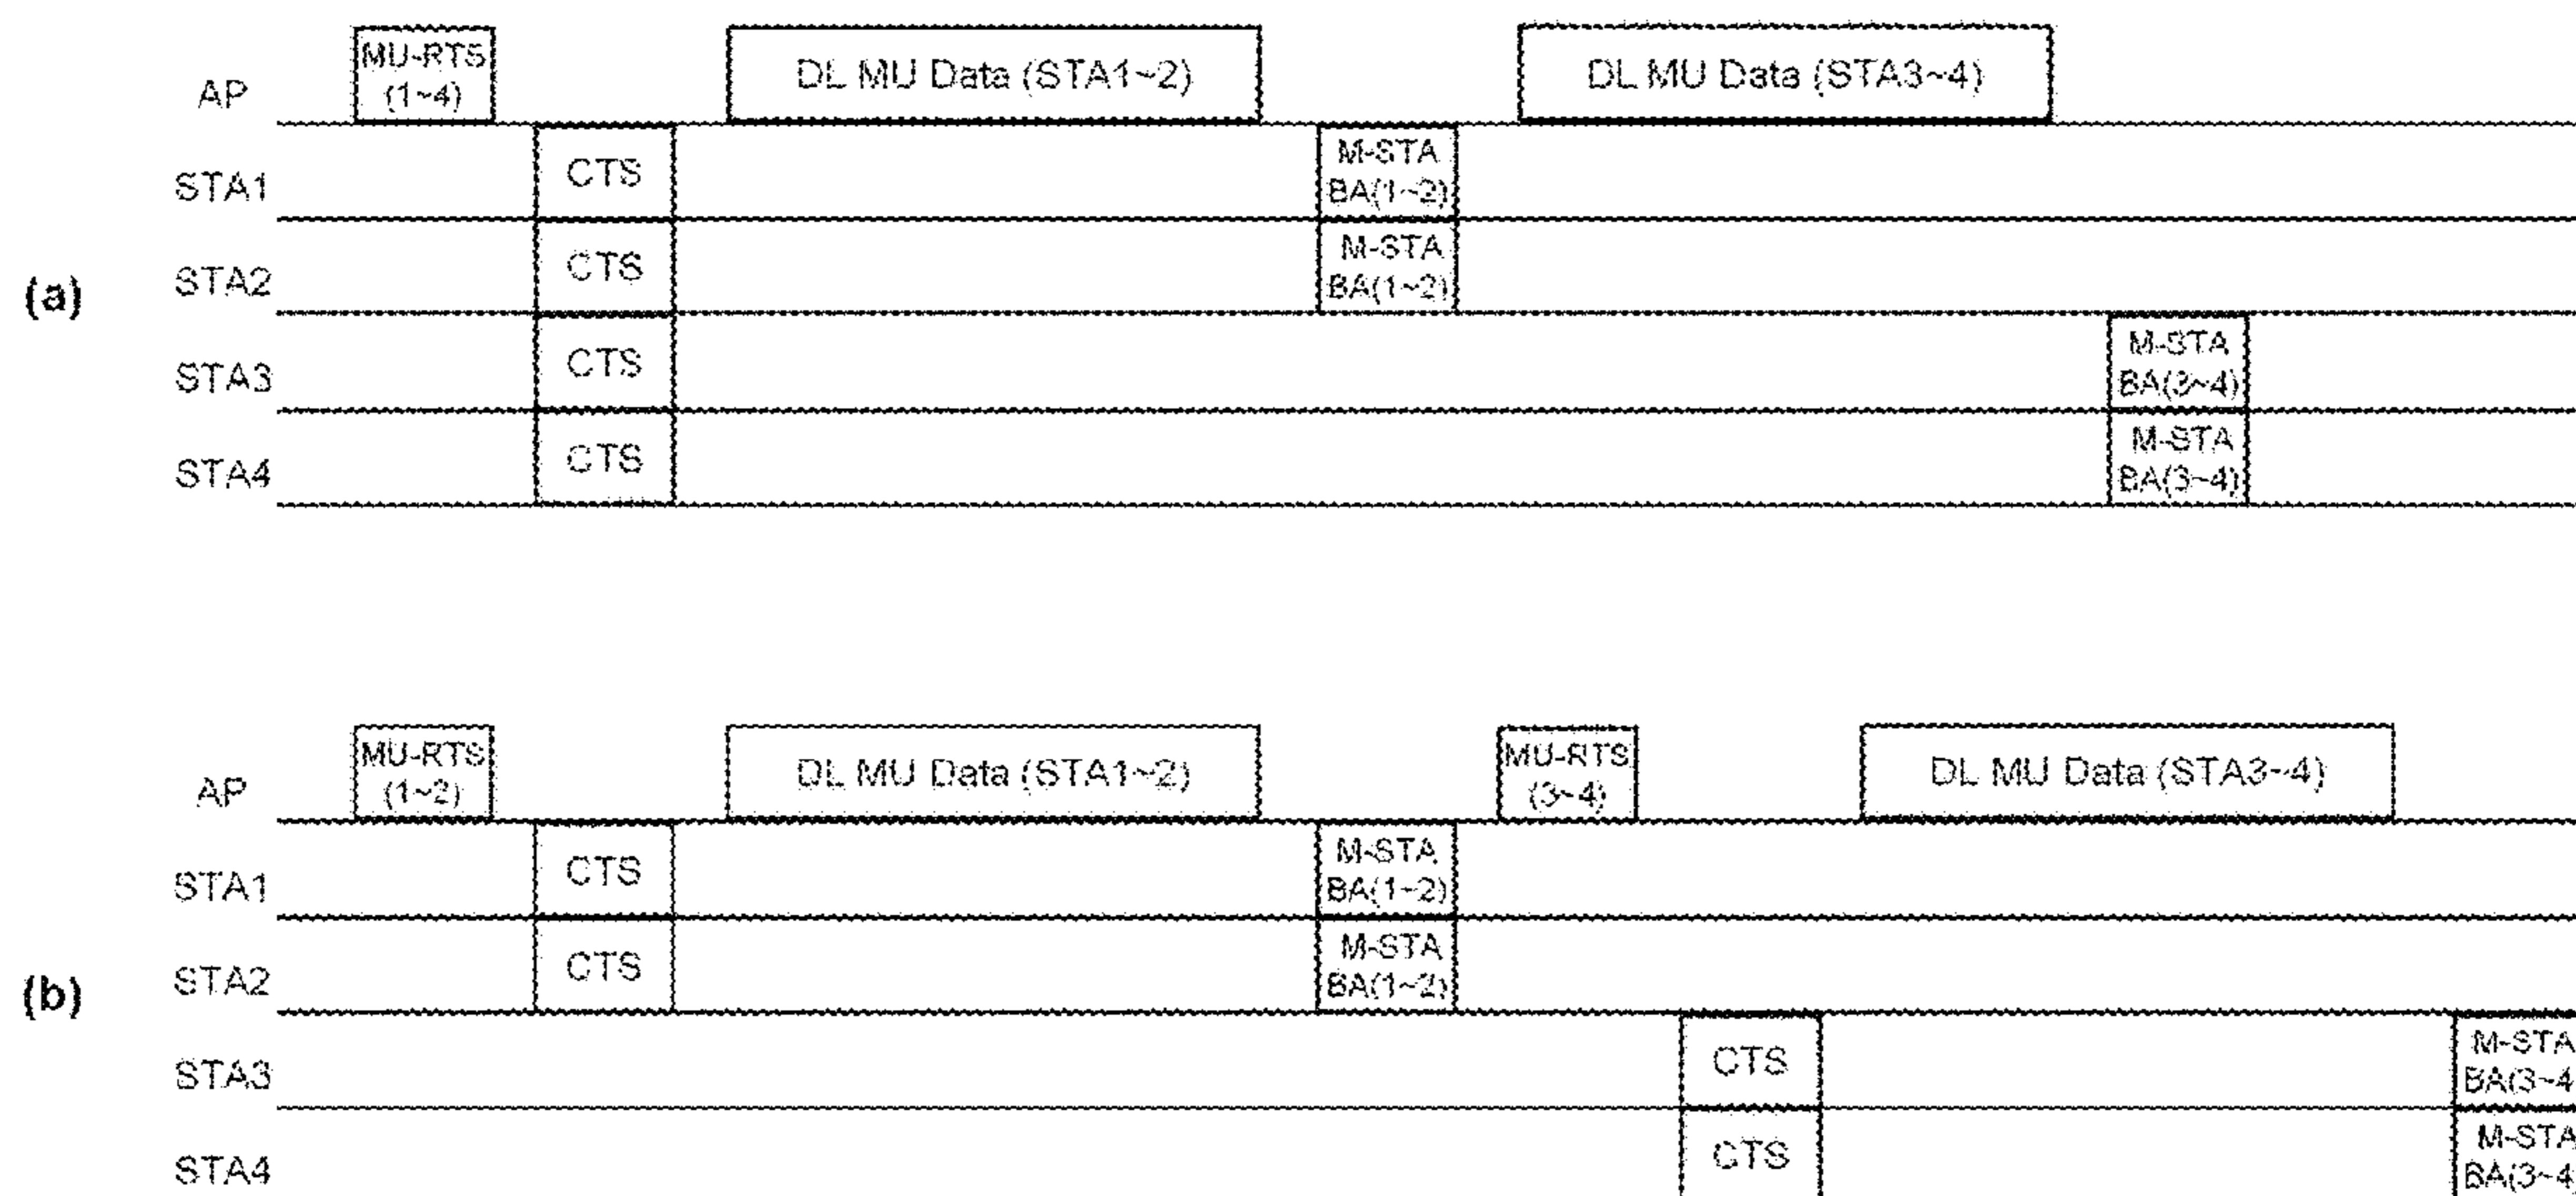 MU-RTS
(1~4)
DL MU Data (STA1~2)
DL MU Data (STA3~4)
AP
STA1
CTS
M-STA
BA(1~2)
STA2
CTS
M-STA
BA(1~2)
(a)
STA3
CTS
M-STA
BA(3~4)
STA4
CTS
M-STA
BA(3~4)
MU-RTS
(1~2)
DL MU Data (STA1~2)
MU-RTS
(3~4)
DL MU Data (STA3~4)
AP
STA1
CTS
M-STA
BA(1~2)
STA2
CTS
M-STA
BA(1~2)
(b)
STA3
CTS
M-STA
BA(3~4
STA4
CTS
M-STA
BA(3~4